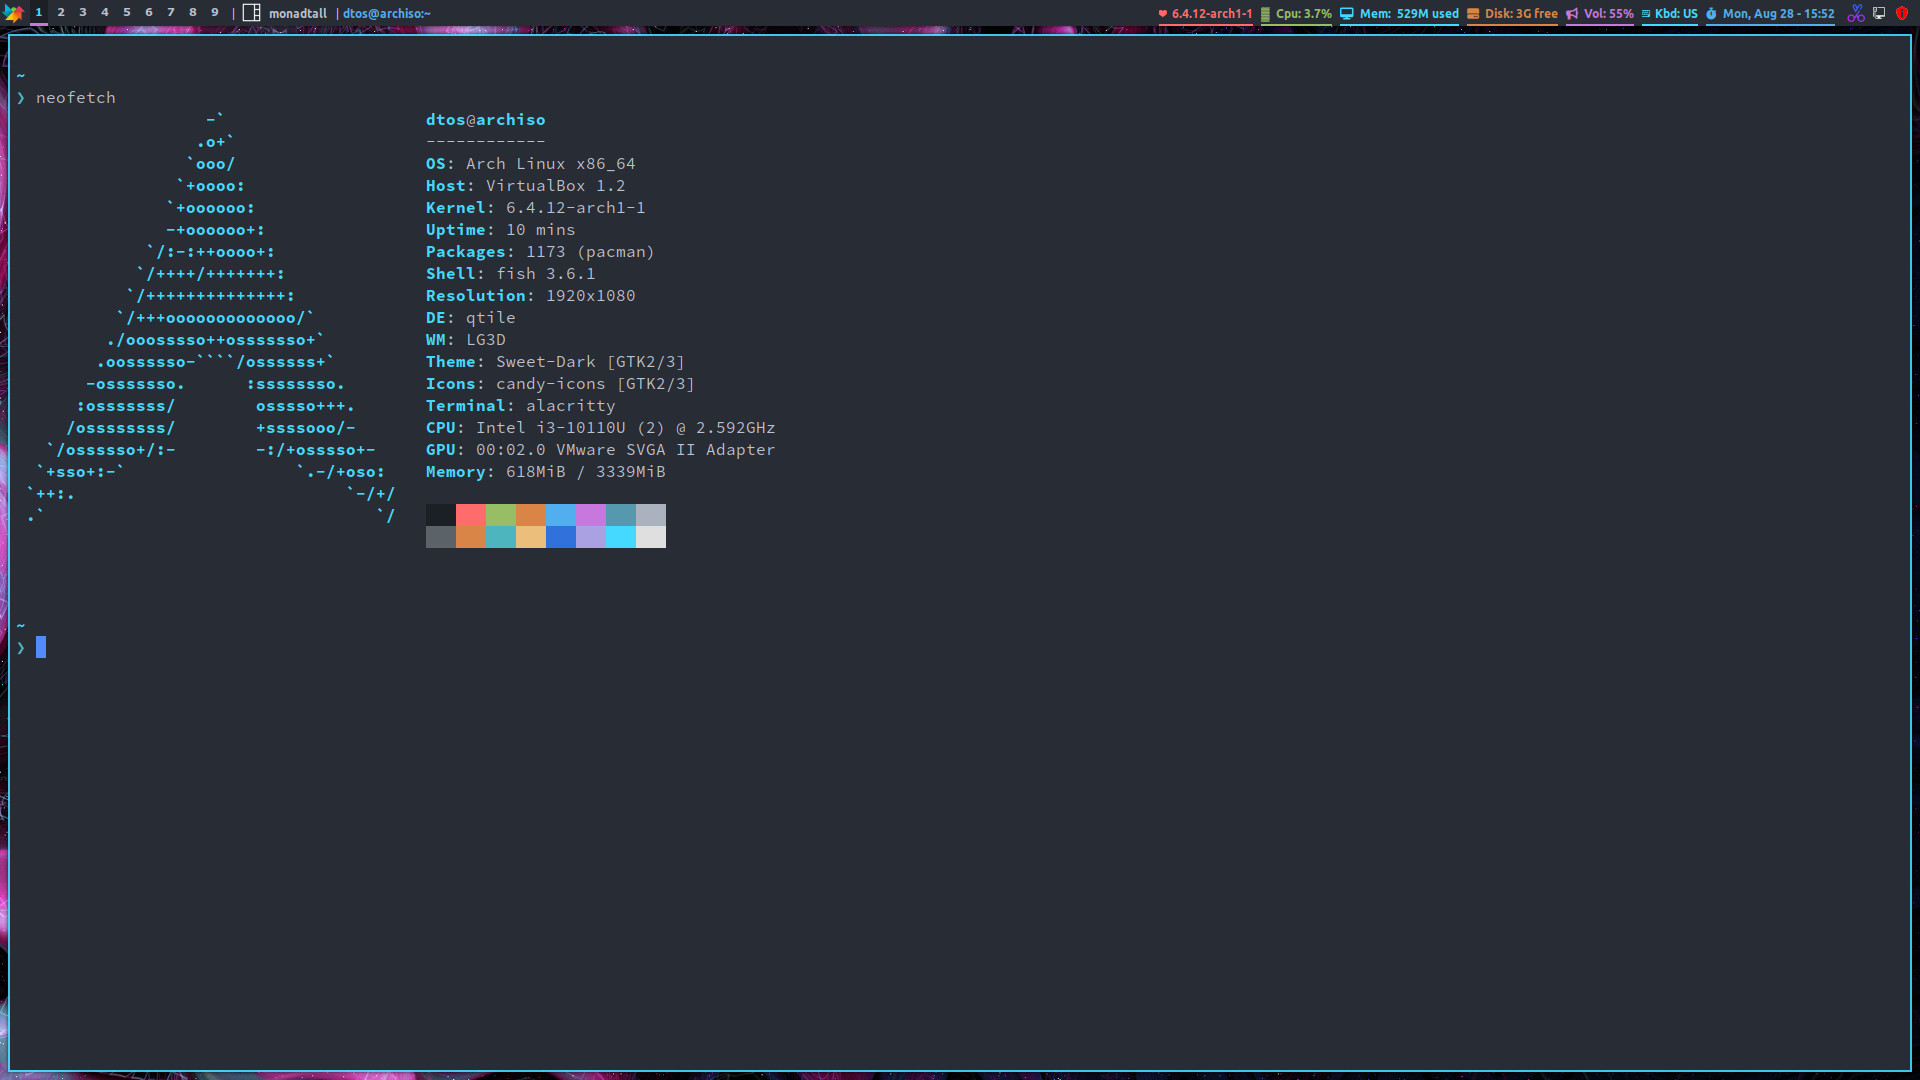 1 2 3 4 5 6 7 8 9 | monadtall | dtos@archiso:~ 6.4.12-arch1-1 Cpu: 3.7% Mem: 529M used Disk: 3G free Vol: 55% Kbd: US Mon, Aug 28 - 15:52
~
❯ neofetch
-` dtos@archiso
.o+` ------------
`ooo/ OS: Arch Linux x86_64
`+oooo: Host: VirtualBox 1.2
`+oooooo: Kernel: 6.4.12-arch1-1
-+oooooo+: Uptime: 10 mins
`/:-:++oooo+: Packages: 1173 (pacman)
`/++++/+++++++: Shell: fish 3.6.1
`/++++++++++++++: Resolution: 1920x1080
`/+++ooooooooooooo/` DE: qtile
./ooosssso++osssssso+` WM: LG3D
.oossssso-````/ossssss+` Theme: Sweet-Dark [GTK2/3]
-osssssso. :ssssssso. Icons: candy-icons [GTK2/3]
:osssssss/ osssso+++. Terminal: alacritty
/ossssssss/ +ssssooo/- CPU: Intel i3-10110U (2) @ 2.592GHz
`/ossssso+/:- -:/+osssso+- GPU: 00:02.0 VMware SVGA II Adapter
`+sso+:-` `.-/+oso: Memory: 618MiB / 3339MiB
`++:. `-/+/
.` `/
~
❯